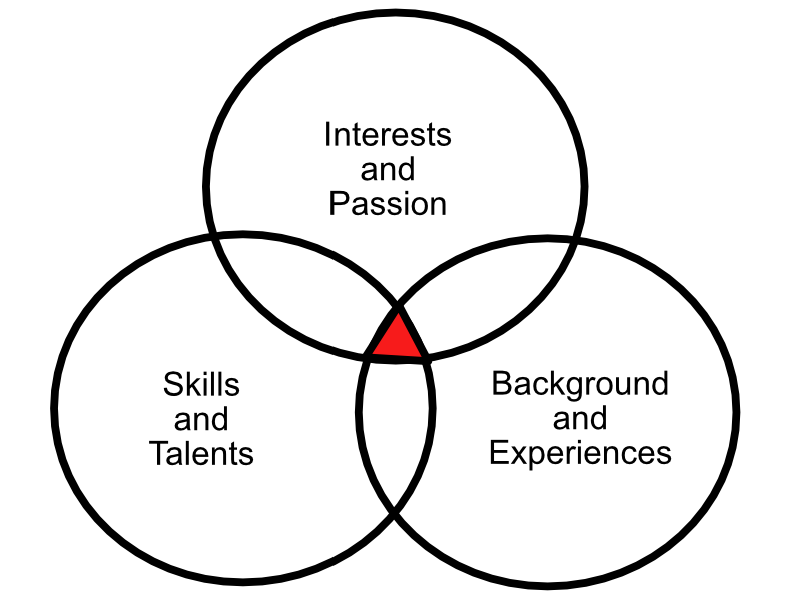 Interests
and
Passion
Skills
and
Talents
Background
and
Experiences